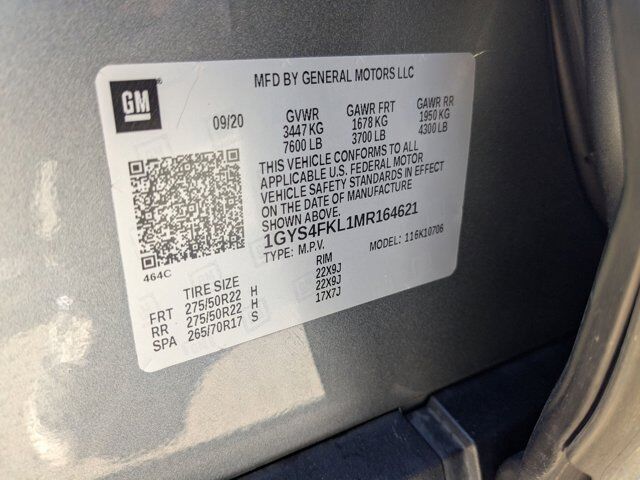 MFD BY GENERAL MOTORS LLC
GM
09/20
GVWR GAWR FRT GAWR RR
3447 KG 1678 KG 1950 KG
7600 LB 3700 LB 4300 LB
THIS VEHICLE CONFORMS TO ALL
APPLICABLE U.S. FEDERAL MOTOR
VEHICLE SAFETY STANDARDS IN EFFECT
ON THE DATE OF MANUFACTURE
SHOWN ABOVE.
1GYS4FKL1MR164621
TYPE: M.P.V. MODEL: 116K10706
464C
TIRE SIZE RIM
FRT 275/50R22 H 22X9J
RR 275/50R22 H 22X9J
SPA 265/70R17 S 17X7J